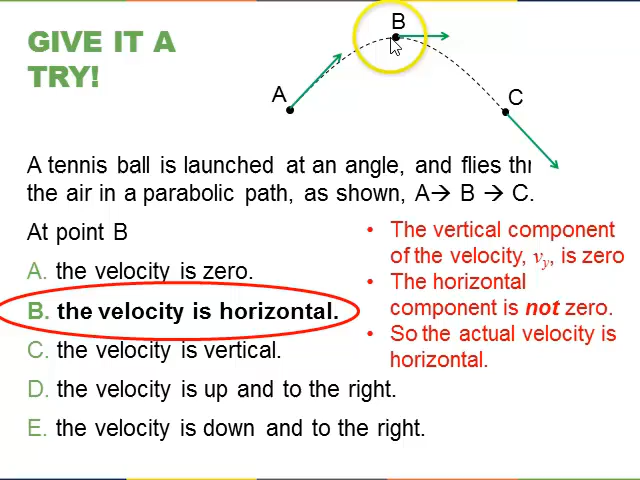 GIVE IT A
TRY!
B
A
C
A tennis ball is launched at an angle, and flies thr
the air in a parabolic path, as shown, A→ B → C.
At point B
A. the velocity is zero.
B. the velocity is horizontal.
C. the velocity is vertical.
D. the velocity is up and to the right.
E. the velocity is down and to the right.
• The vertical component
of the velocity, vy, is zero
• The horizontal
component is not zero.
• So the actual velocity is
horizontal.